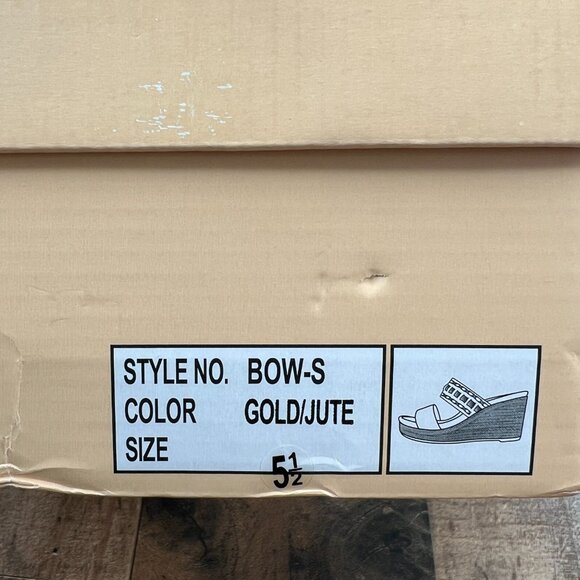 STYLE NO. BOW-S
COLOR GOLD/JUTE
SIZE
5½